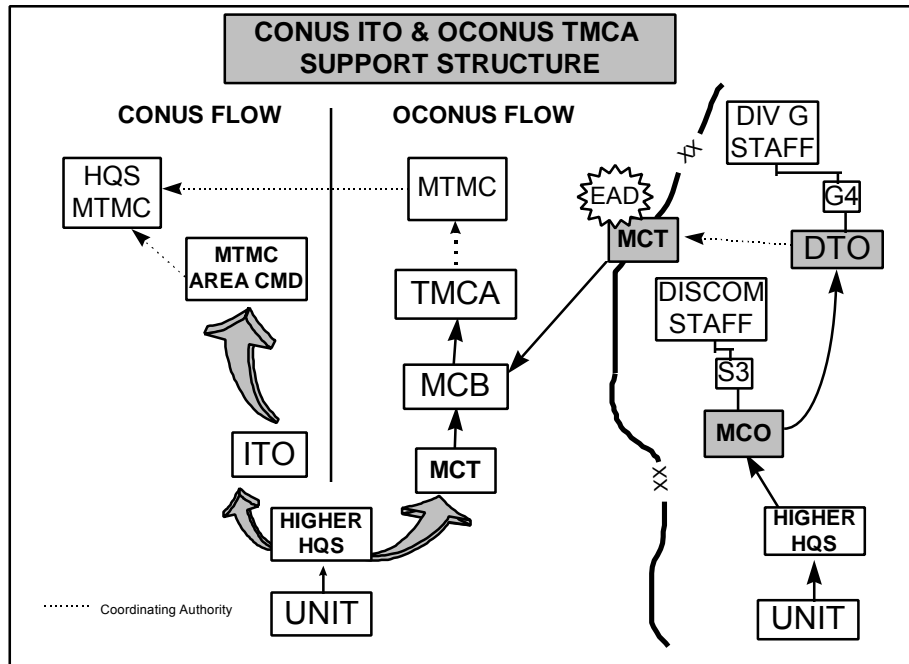 CONUS ITO & OCONUS TMCA
SUPPORT STRUCTURE
CONUS FLOW
OCONUS FLOW
HQS
MTMC
MTMC
AREA CMD
ITO
HIGHER
HQS
UNIT
MTMC
TMCA
MCB
MCT
EAD
MCT
XX
XX
DIV G
STAFF
G4
DTO
DISCOM
STAFF
S3
MCO
HIGHER
HQS
UNIT
Coordinating Authority